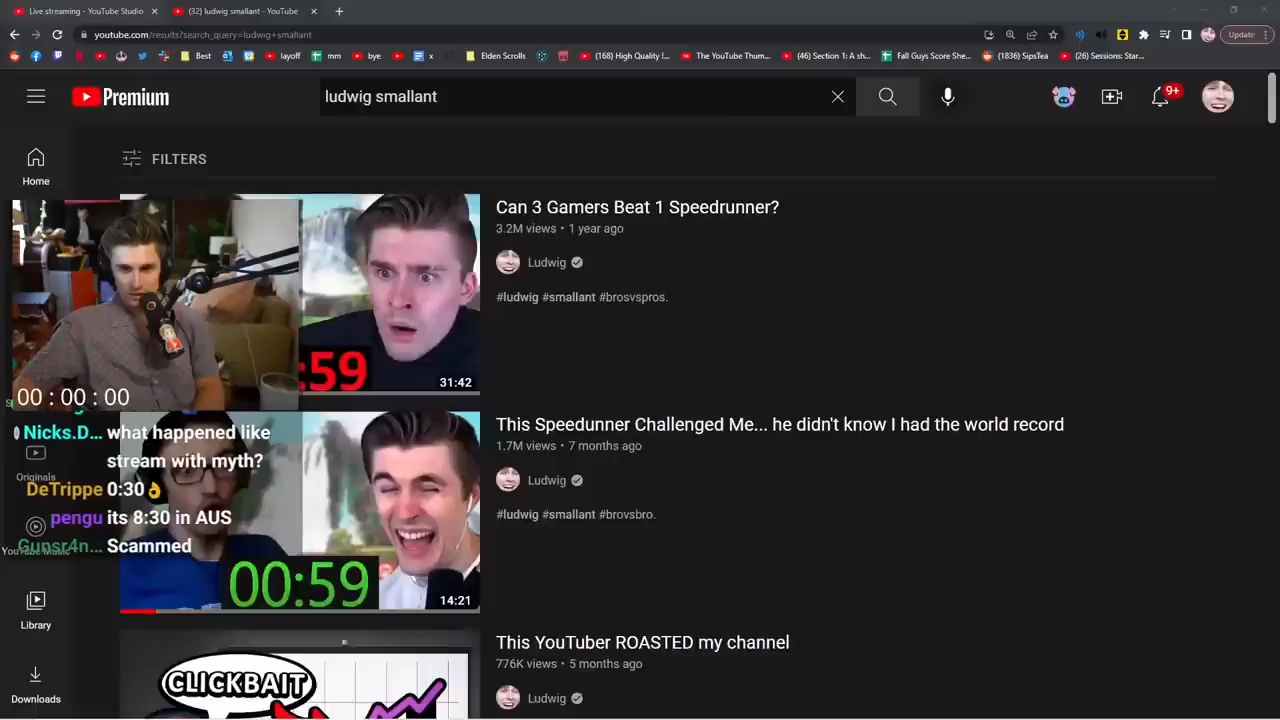 Live streaming - YouTube Studio
(32) ludwig smallant - YouTube
youtube.com/results?search_query=ludwig+smallant
Update
layoff
mm
bye
x
Best
Elden Scrolls
(168) High Quality I...
The YouTube Thum...
(46) Section 1: A sh...
Fall Guys Score She...
(1836) SipsTea
(26) Sessions: Star...
Premium
ludwig smallant
9+
Home
FILTERS
:59
31:42
Can 3 Gamers Beat 1 Speedrunner?
3.2M views • 1 year ago
Ludwig
#ludwig #smallant #brosvspros.
00 : 00 : 00
Nicks.D... what happened like
stream with myth?
Originals
DeTrippe 0:30👌
pengu its 8:30 in AUS
Gunsr4n... Scammed
YouTube Music
00:59
14:21
This Speedunner Challenged Me... he didn't know I had the world record
1.7M views • 7 months ago
Ludwig
#ludwig #smallant #brovsbro.
Library
Downloads
CLICKBAIT
This YouTuber ROASTED my channel
776K views • 5 months ago
Ludwig